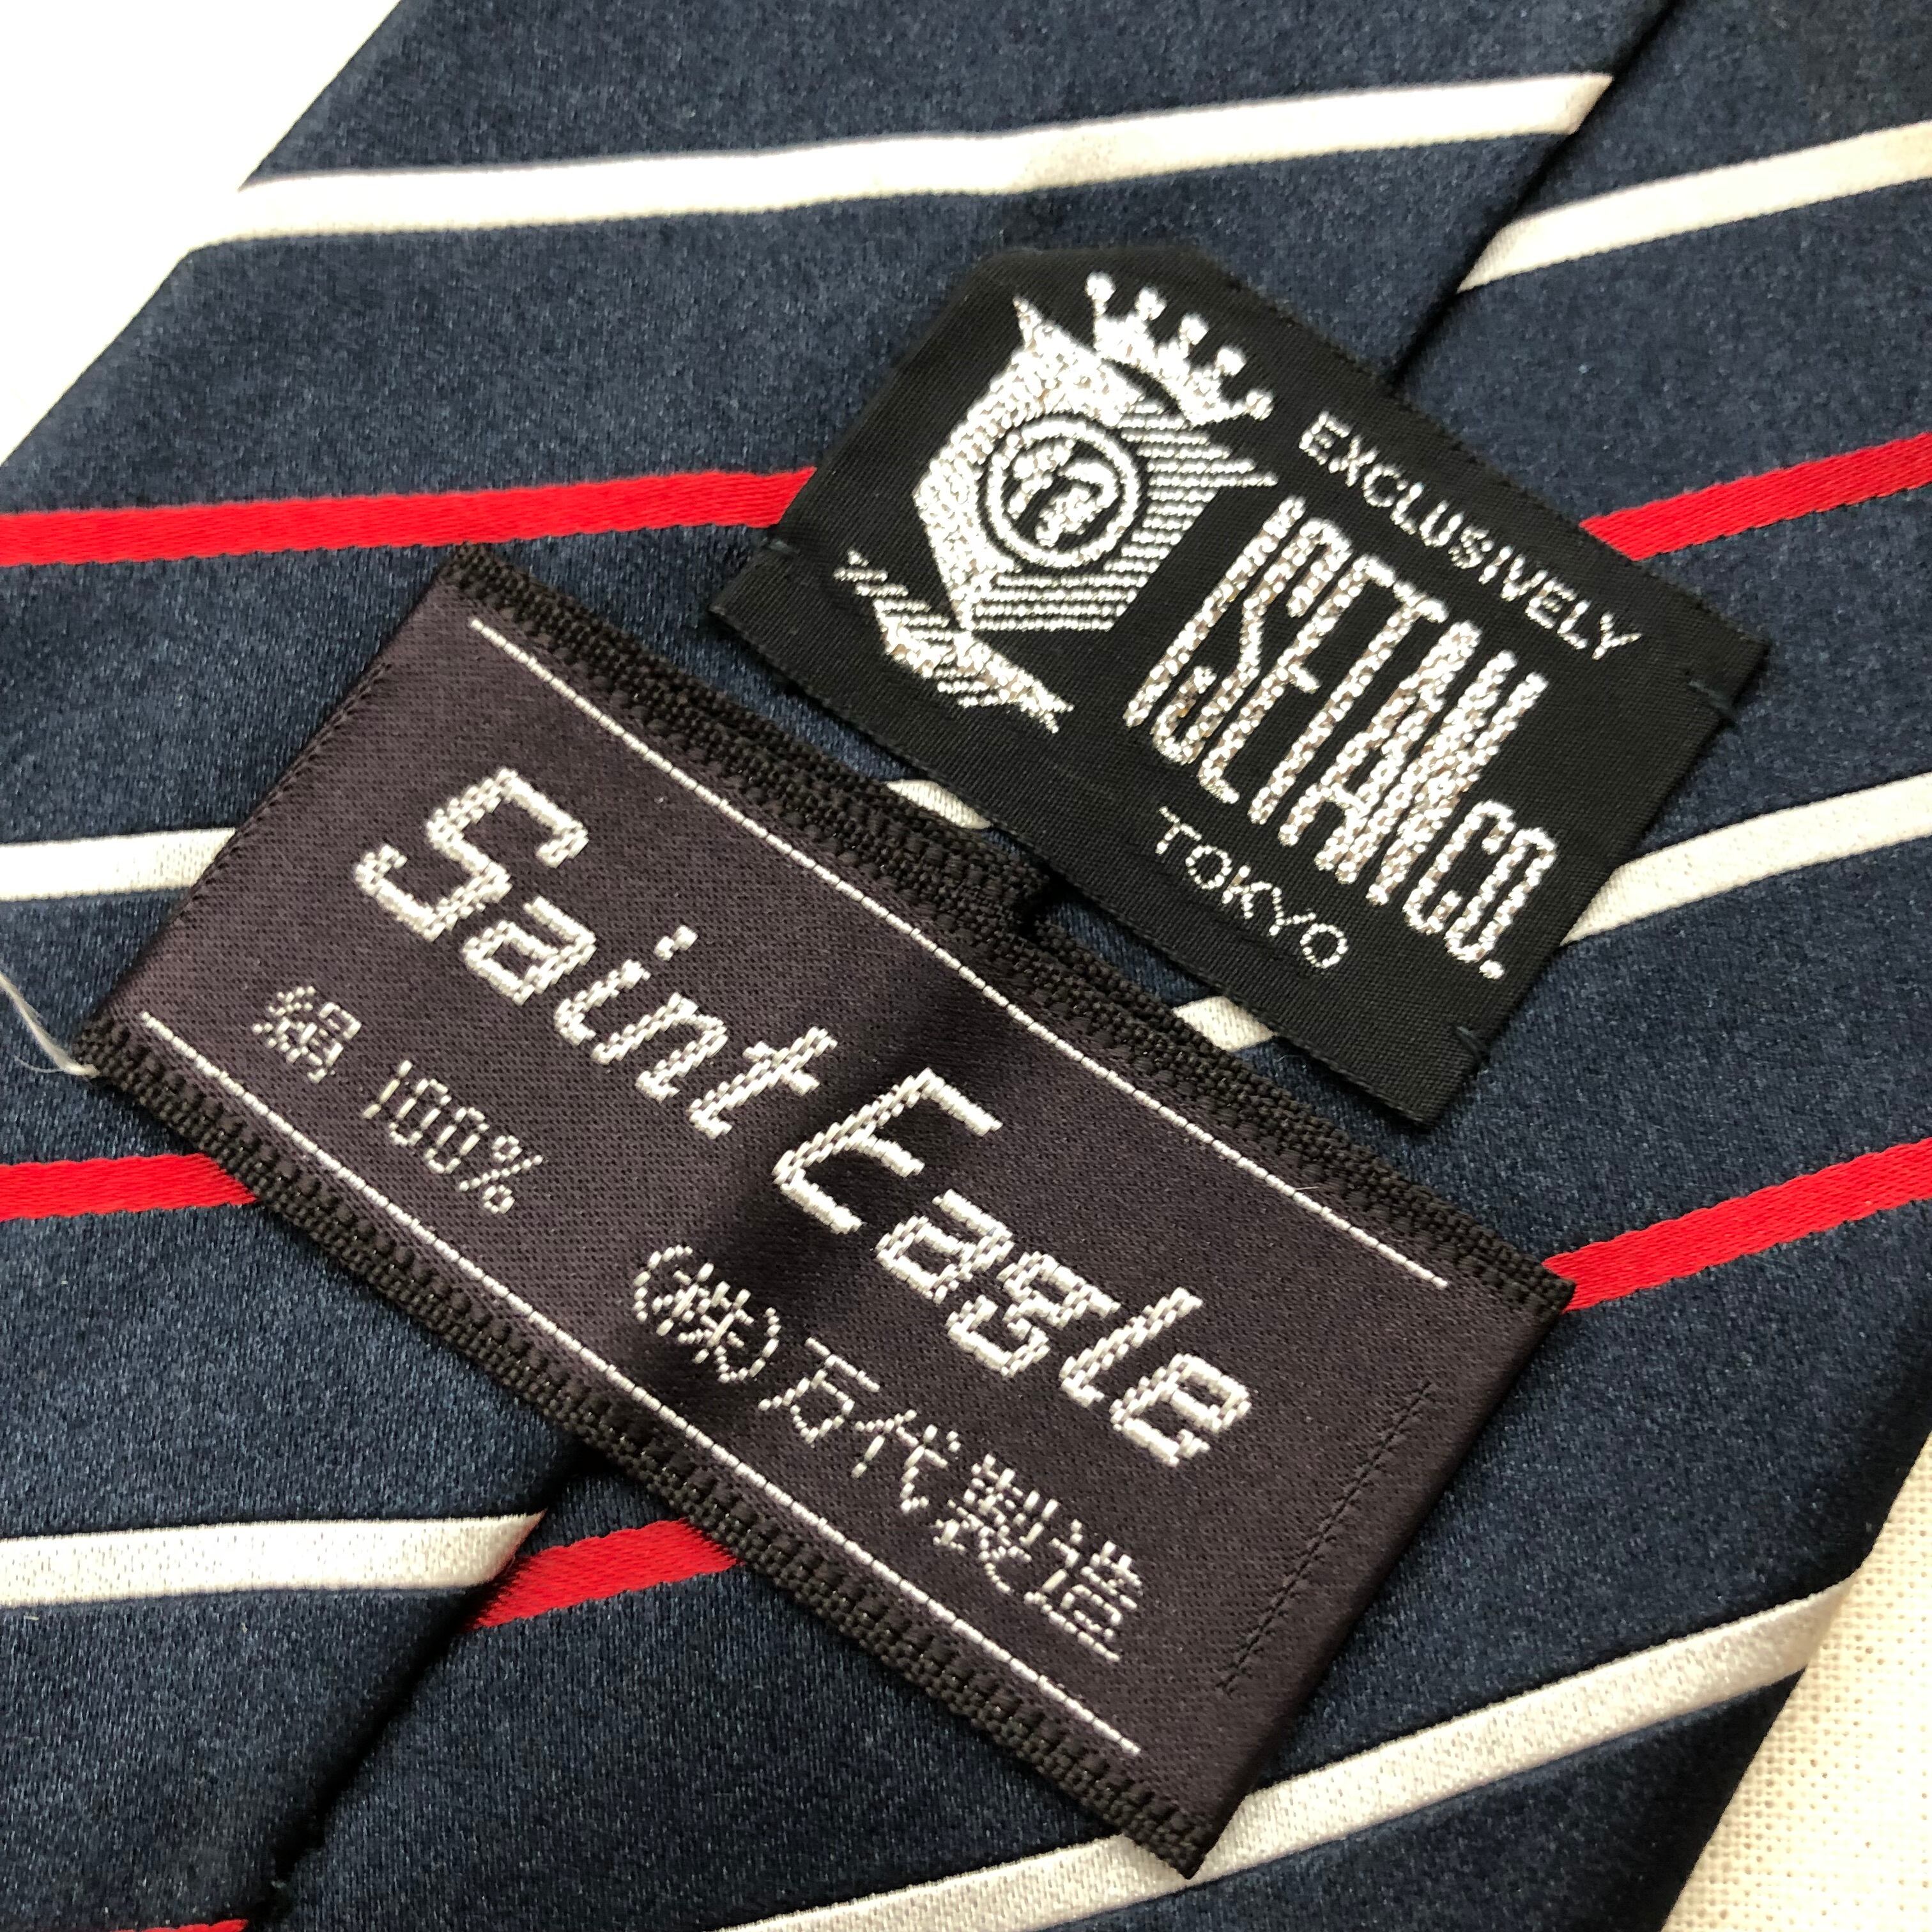 EXCLUSIVELY
ISETAN CO.
TOKYO
Saint Eagle
絹 100%
(株)万代製造